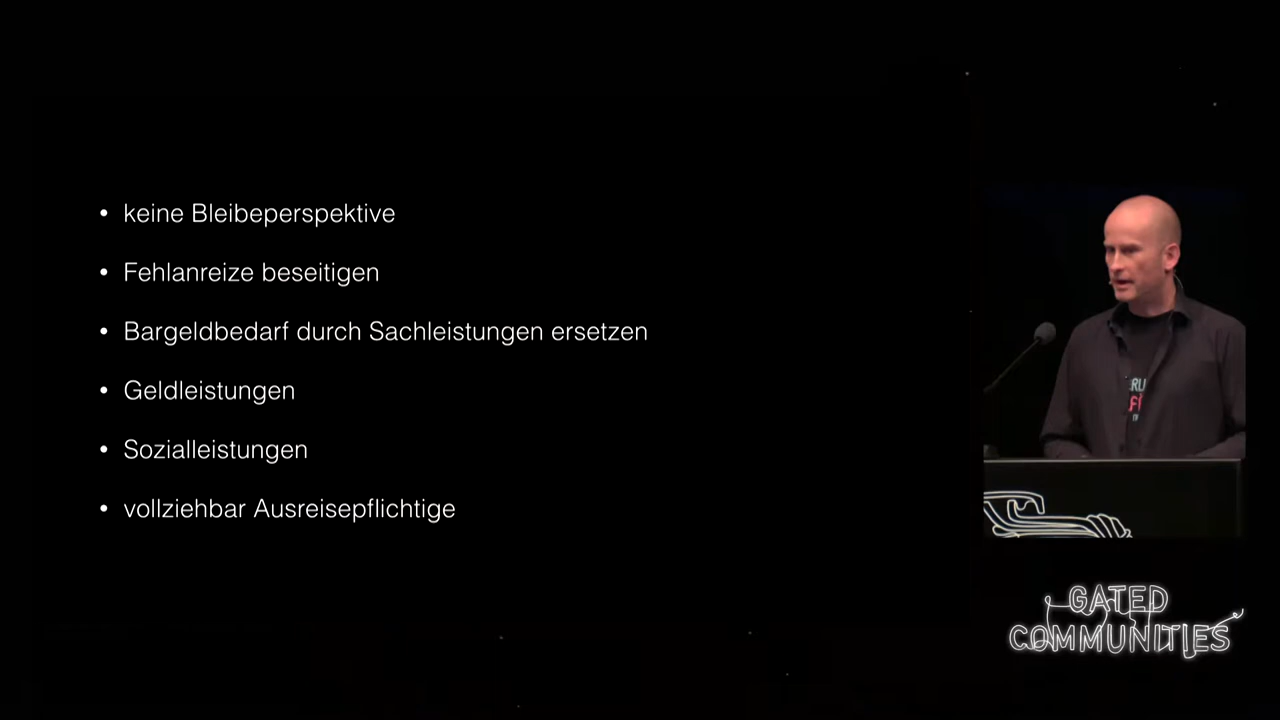 • keine Bleibeperspektive
• Fehlanreize beseitigen
• Bargeldbedarf durch Sachleistungen ersetzen
• Geldleistungen
• Sozialleistungen
• vollziehbar Ausreisepflichtige
GATED
COMMUNITIES